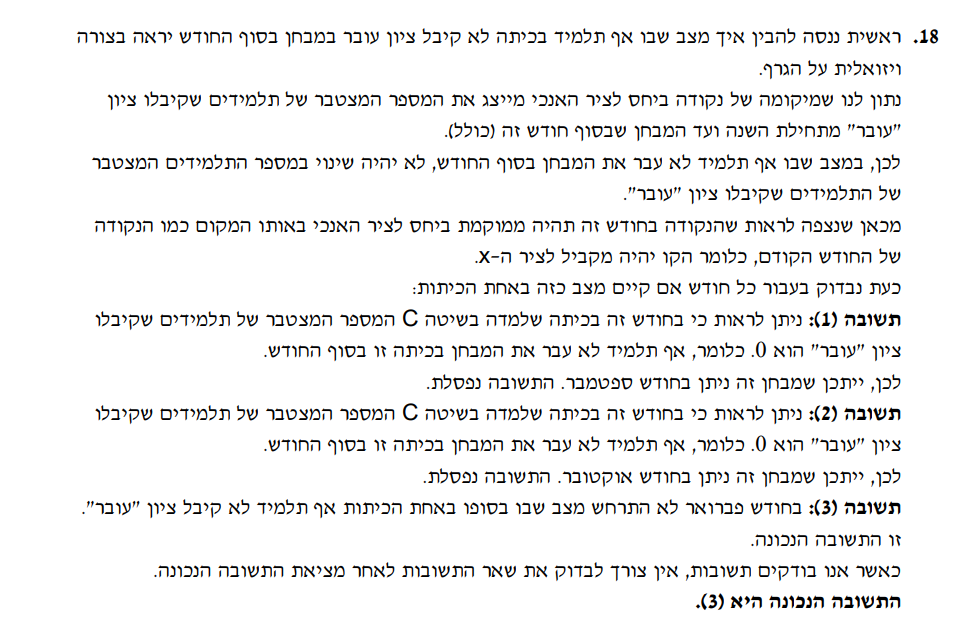 18. ראשית ננסה להבין איך מצב שבו אף תלמיד בכיתה לא קיבל ציון עובר במבחן בסוף החודש יראה בצורה
ויזואלית על הגרף.
נתון לנו שמיקומה של נקודה ביחס לציר האנכי מייצג את המספר המצטבר של תלמידים שקיבלו ציון
"עובר" מתחילת השנה ועד המבחן שבסוף חודש זה (כולל).
לכן, במצב שבו אף תלמיד לא עבר את המבחן בסוף החודש, לא יהיה שינוי במספר התלמידים המצטבר
של התלמידים שקיבלו ציון "עובר".
מכאן שנצפה לראות שהנקודה בחודש זה תהיה ממוקמת ביחס לציר האנכי באותו המקום כמו הנקודה
של החודש הקודם, כלומר הקו יהיה מקביל לציר ה-x.
כעת נבדוק בעבור כל חודש אם קיים מצב כזה באחת הכיתות:
תשובה (1): ניתן לראות כי בחודש זה בכיתה שלמדה בשיטה C המספר המצטבר של תלמידים שקיבלו
ציון "עובר" הוא 0. כלומר, אף תלמיד לא עבר את המבחן בכיתה זו בסוף החודש.
לכן, ייתכן שמבחן זה ניתן בחודש ספטמבר. התשובה נפסלת.
תשובה (2): ניתן לראות כי בחודש זה בכיתה שלמדה בשיטה C המספר המצטבר של תלמידים שקיבלו
ציון "עובר" הוא 0. כלומר, אף תלמיד לא עבר את המבחן בכיתה זו בסוף החודש.
לכן, ייתכן שמבחן זה ניתן בחודש אוקטובר. התשובה נפסלת.
תשובה (3): בחודש פברואר לא התרחש מצב שבו בסופו באחת הכיתות אף תלמיד לא קיבל ציון "עובר".
זו התשובה הנכונה.
כאשר אנו בודקים תשובות, אין צורך לבדוק את שאר התשובות לאחר מציאת התשובה הנכונה.
התשובה הנכונה היא (3).